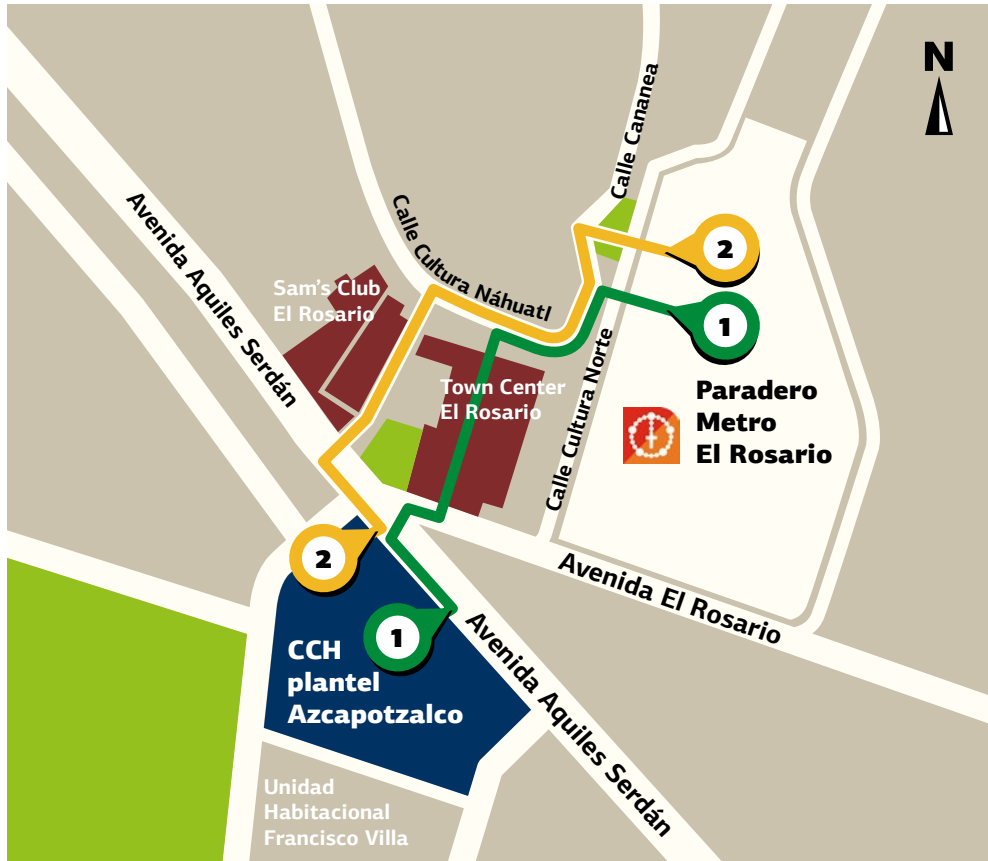 N
Calle Cananea
Avenida Aquiles Serdán
Calle Cultura Náhuatl
2
Sam's Club
El Rosario
1
Town Center
El Rosario
Calle Cultura Norte
Paradero
Metro
El Rosario
2
Avenida El Rosario
1
CCH
plantel
Azcapotzalco
Avenida Aquiles Serdán
Unidad
Habitacional
Francisco Villa